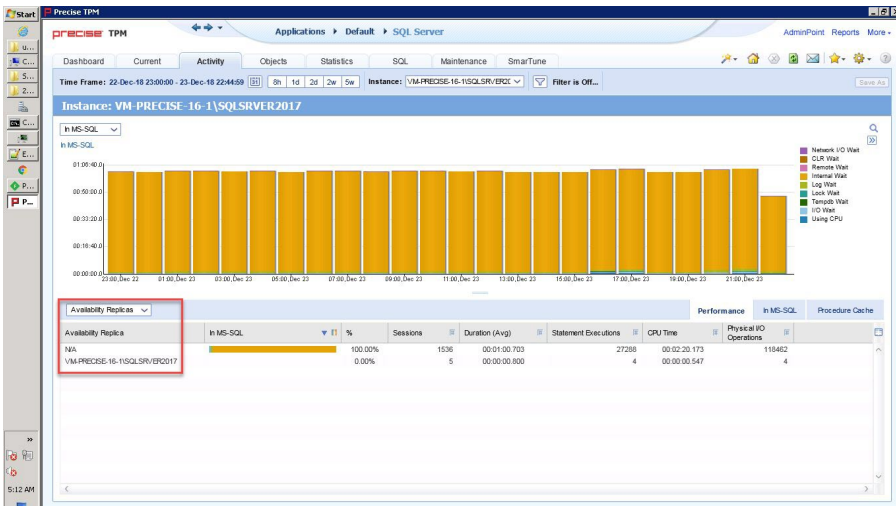 Start
Precise TPM
precise TPM
Applications ▸ Default ▸ SQL Server
AdminPoint Reports More
Dashboard Current Activity Objects Statistics SQL Maintenance SmarTune
Time Frame: 22-Dec-18 23:00:00 - 23-Dec-18 22:44:59 8h 1d 2d 2w 5w Instance: VM-PRECISE-16-1\SQLSRVER20 Filter is Off... Save As
Instance: VM-PRECISE-16-1\SQLSRVER2017
In MS-SQL
In MS-SQL
01:06:40.0
00:50:00.0
00:33:20.0
00:16:40.0
00:00:00.0
23:00,Dec 22 01:00,Dec 23 03:00,Dec 23 05:00,Dec 23 07:00,Dec 23 09:00,Dec 23 11:00,Dec 23 13:00,Dec 23 15:00,Dec 23 17:00,Dec 23 19:00,Dec 23 21:00,Dec 23
Network I/O Wait
CLR Wait
Remote Wait
Internal Wait
Log Wait
Lock Wait
Tempdb Wait
I/O Wait
Using CPU
Availability Replicas
Performance In MS-SQL Procedure Cache
Availability Replica In MS-SQL % Sessions Duration (Avg) Statement Executions CPU Time Physical I/O Operations
N/A 100.00% 1536 00:01:00.703 27288 00:02:20.173 118462
VM-PRECISE-16-1\SQLSRVER2017 0.00% 5 00:00:00.800 4 00:00:00.547 4
u...
C...
S...
2...
C...
E...
P...
P...
5:12 AM